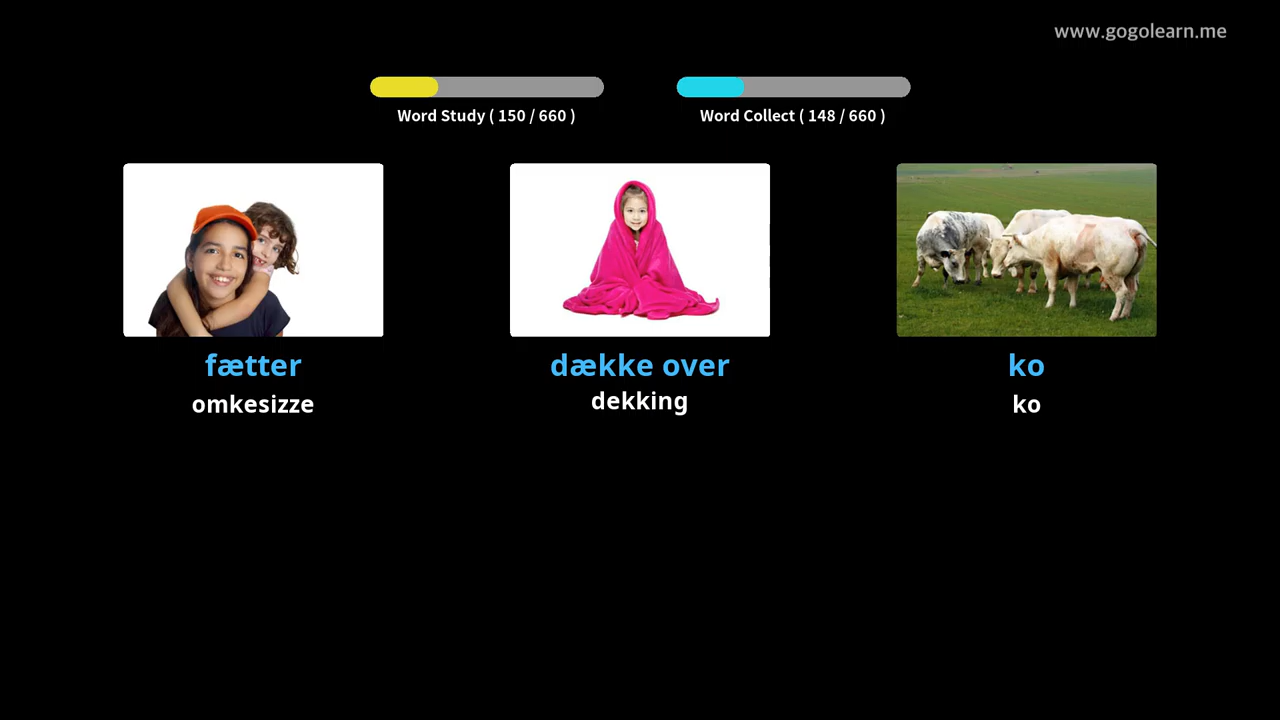 www.gogolearn.me
Word Study ( 150 / 660 )
Word Collect ( 148 / 660 )
fætter
omkesizze
dække over
dekking
ko
ko